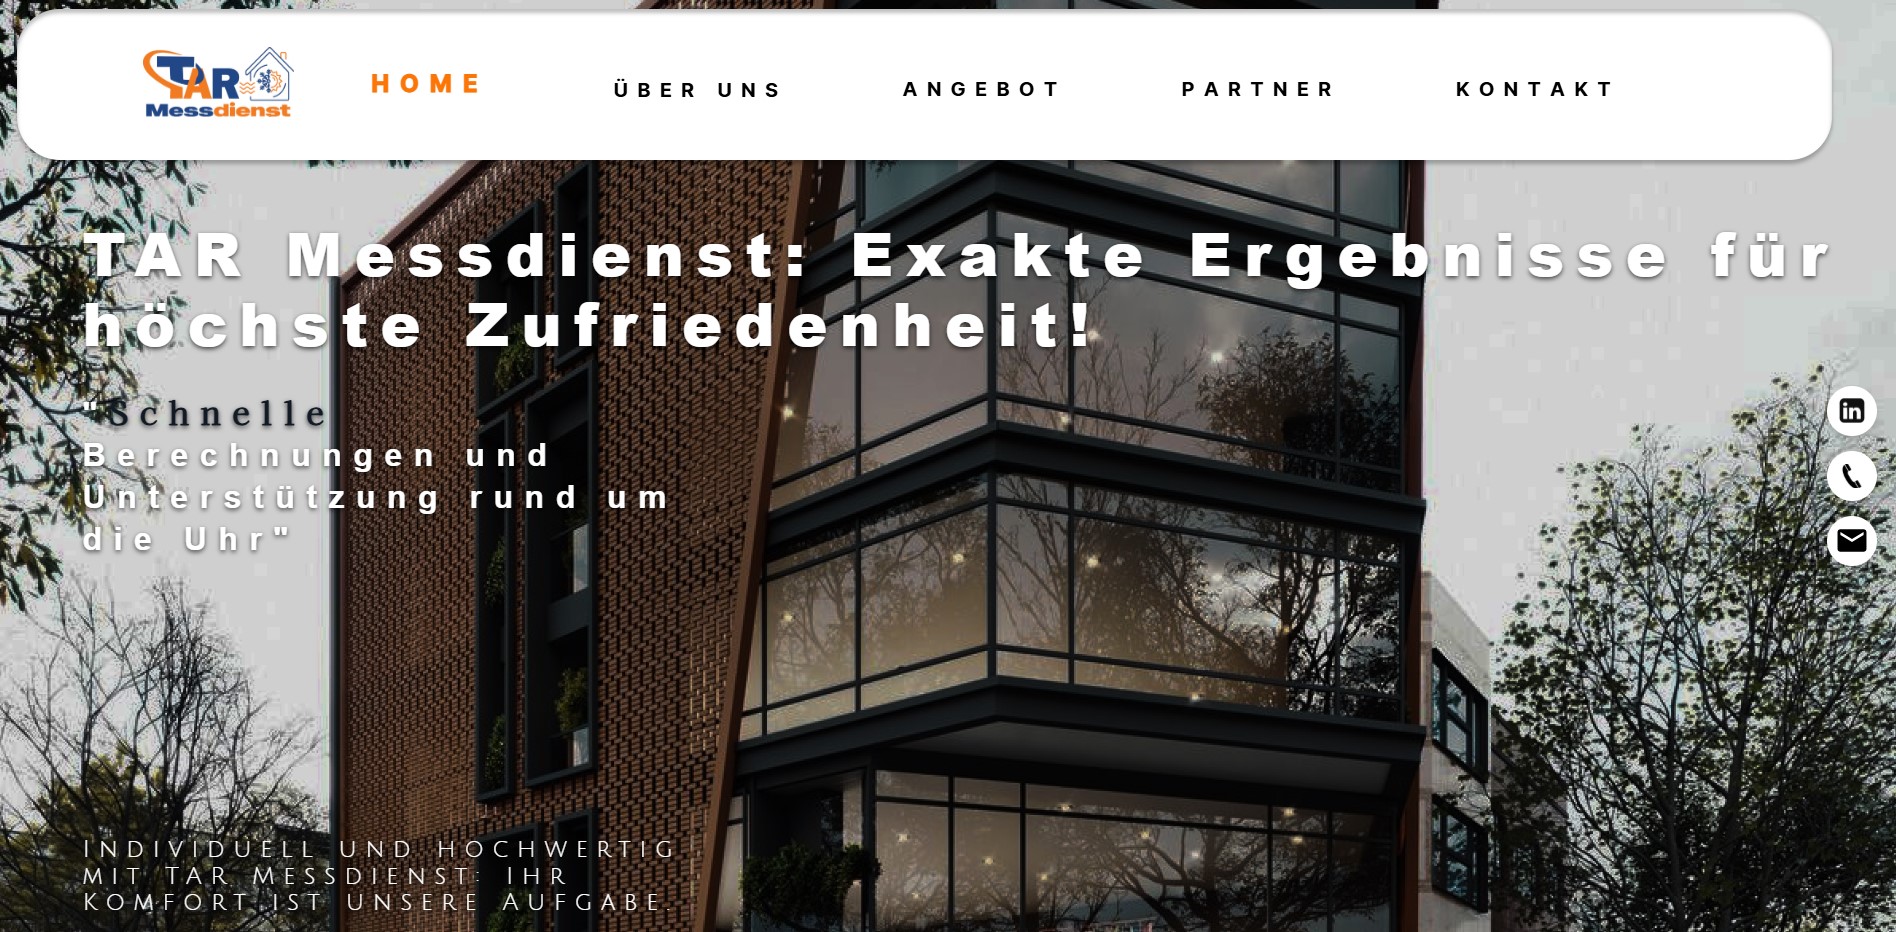 TAR
Messdienst
HOME
ÜBER UNS
ANGEBOT
PARTNER
KONTAKT
TAR Messdienst: Exakte Ergebnisse für
höchste Zufriedenheit!
"Schnelle
Berechnungen und
Unterstützung rund um
die Uhr"
in
Individuell und hochwertig
mit TAR Messdienst: Ihr
Komfort ist unsere Aufgabe.